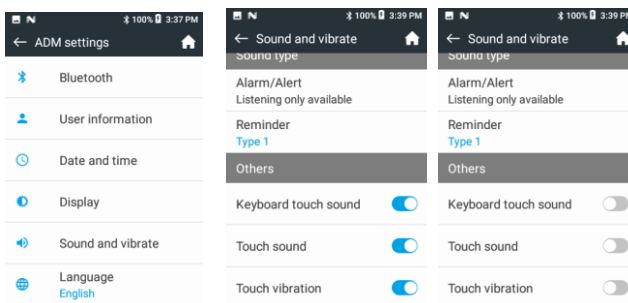 100% 3:37 PM
ADM settings
Bluetooth
User information
Date and time
Display
Sound and vibrate
Language
English
100% 3:39 PM
Sound and vibrate
Sound type
Alarm/Alert
Listening only available
Reminder
Type 1
Others
Keyboard touch sound
Touch sound
Touch vibration
100% 3:39 PM
Sound and vibrate
Sound type
Alarm/Alert
Listening only available
Reminder
Type 1
Others
Keyboard touch sound
Touch sound
Touch vibration